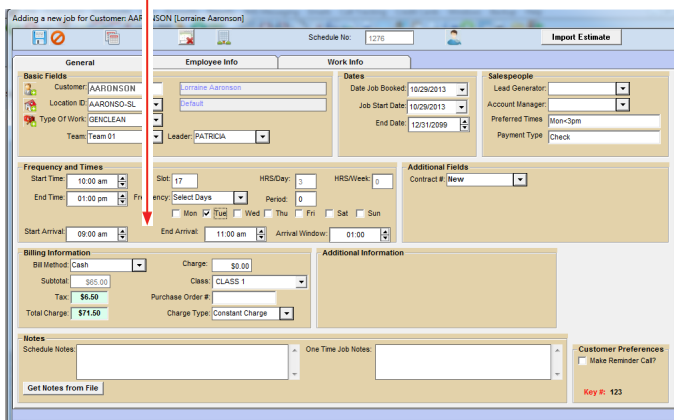 Adding a new job for Customer: AAR NSON [Lorraine Aaronson]
Schedule No: 1276 Import Estimate
General Employee Info Work Info
Basic Fields Dates Salespeople
Customer AARONSON Lorraine Aaronson Date Job Booked: 10/29/2013 Lead Generator:
Location ID: AARONSO-SL Default Job Start Date: 10/29/2013 Account Manager:
Type Of Work: GENCLEAN End Date: 12/31/2099 Preferred Times Mon<3pm
Team: Team 01 Leader: PATRICIA Payment Type Check
Frequency and Times Additional Fields
Start Time: 10:00 am Slot: 17 HRS/Day: 3 HRS/Week: 0 Contract #: New
End Time: 01:00 pm Fre ency: Select Days Period: 0
Mon Tue Wed Thu Fri Sat Sun
Start Arrival: 09:00 am End Arrival: 11:00 am Arrival Window: 01:00
Billing Information Additional Information
Bill Method: Cash Charge: $0.00
Subtotal: $65.00 Class: CLASS 1
Tax: $6.50 Purchase Order #:
Total Charge: $71.50 Charge Type: Constant Charge
Notes
Schedule Notes: One Time Job Notes: Customer Preferences
Make Reminder Call?
Get Notes from File Key #: 123